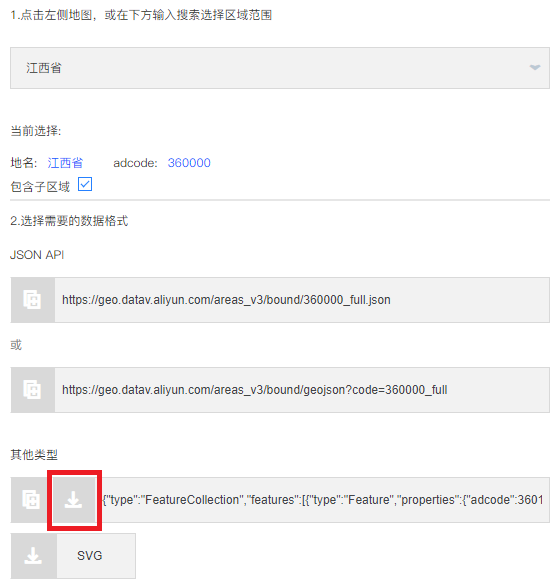 1.点击左侧地图，或在下方输入搜索选择区域范围
江西省
当前选择:
地名: 江西省 adcode: 360000
包含子区域
2.选择需要的数据格式
JSON API
https://geo.datav.aliyun.com/areas_v3/bound/360000_full.json
或
https://geo.datav.aliyun.com/areas_v3/bound/geojson?code=360000_full
其他类型
{"type":"FeatureCollection","features":[{"type":"Feature","properties":{"adcode":3601
SVG